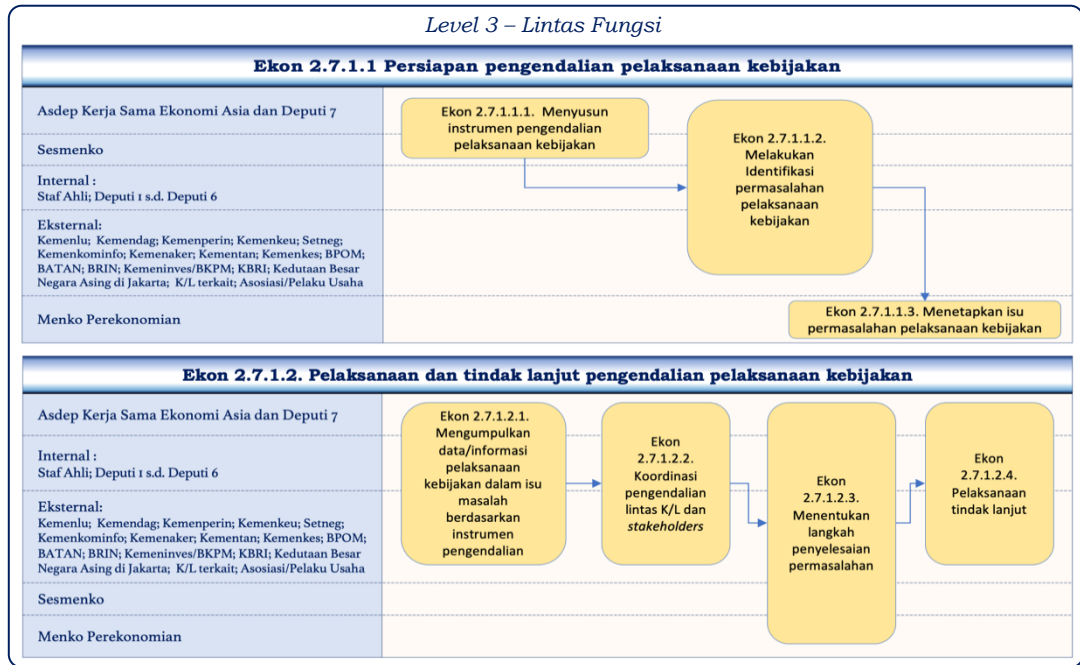 Level 3 – Lintas Fungsi
Ekon 2.7.1.1 Persiapan pengendalian pelaksanaan kebijakan
Asdep Kerja Sama Ekonomi Asia dan Deputi 7
Sesmenko
Internal :
Staf Ahli; Deputi 1 s.d. Deputi 6
Eksternal:
Kemenlu; Kemendag; Kemenperin; Kemenkeu; Setneg;
Kemenkominfo; Kemenaker; Kementan; Kemenkes; BPOM;
BATAN; BRIN; Kemeninves/BKPM; KBRI; Kedutaan Besar
Negara Asing di Jakarta; K/L terkait; Asosiasi/Pelaku Usaha
Menko Perekonomian
Ekon 2.7.1.1.1. Menyusun
instrumen pengendalian
pelaksanaan kebijakan
Ekon 2.7.1.1.2.
Melakukan
Identifikasi
permasalahan
pelaksanaan
kebijakan
Ekon 2.7.1.1.3. Menetapkan isu
permasalahan pelaksanaan kebijakan
Ekon 2.7.1.2. Pelaksanaan dan tindak lanjut pengendalian pelaksanaan kebijakan
Asdep Kerja Sama Ekonomi Asia dan Deputi 7
Internal :
Staf Ahli; Deputi 1 s.d. Deputi 6
Eksternal:
Kemenlu; Kemendag; Kemenperin; Kemenkeu; Setneg;
Kemenkominfo; Kemenaker; Kementan; Kemenkes; BPOM;
BATAN; BRIN; Kemeninves/BKPM; KBRI; Kedutaan Besar
Negara Asing di Jakarta; K/L terkait; Asosiasi/Pelaku Usaha
Sesmenko
Menko Perekonomian
Ekon 2.7.1.2.1.
Mengumpulkan
data/informasi
pelaksanaan
kebijakan dalam isu
masalah
berdasarkan
instrumen
pengendalian
Ekon
2.7.1.2.2.
Koordinasi
pengendalian
lintas K/L dan
stakeholders
Ekon
2.7.1.2.3.
Menentukan
langkah
penyelesaian
permasalahan
Ekon
2.7.1.2.4.
Pelaksanaan
tindak lanjut